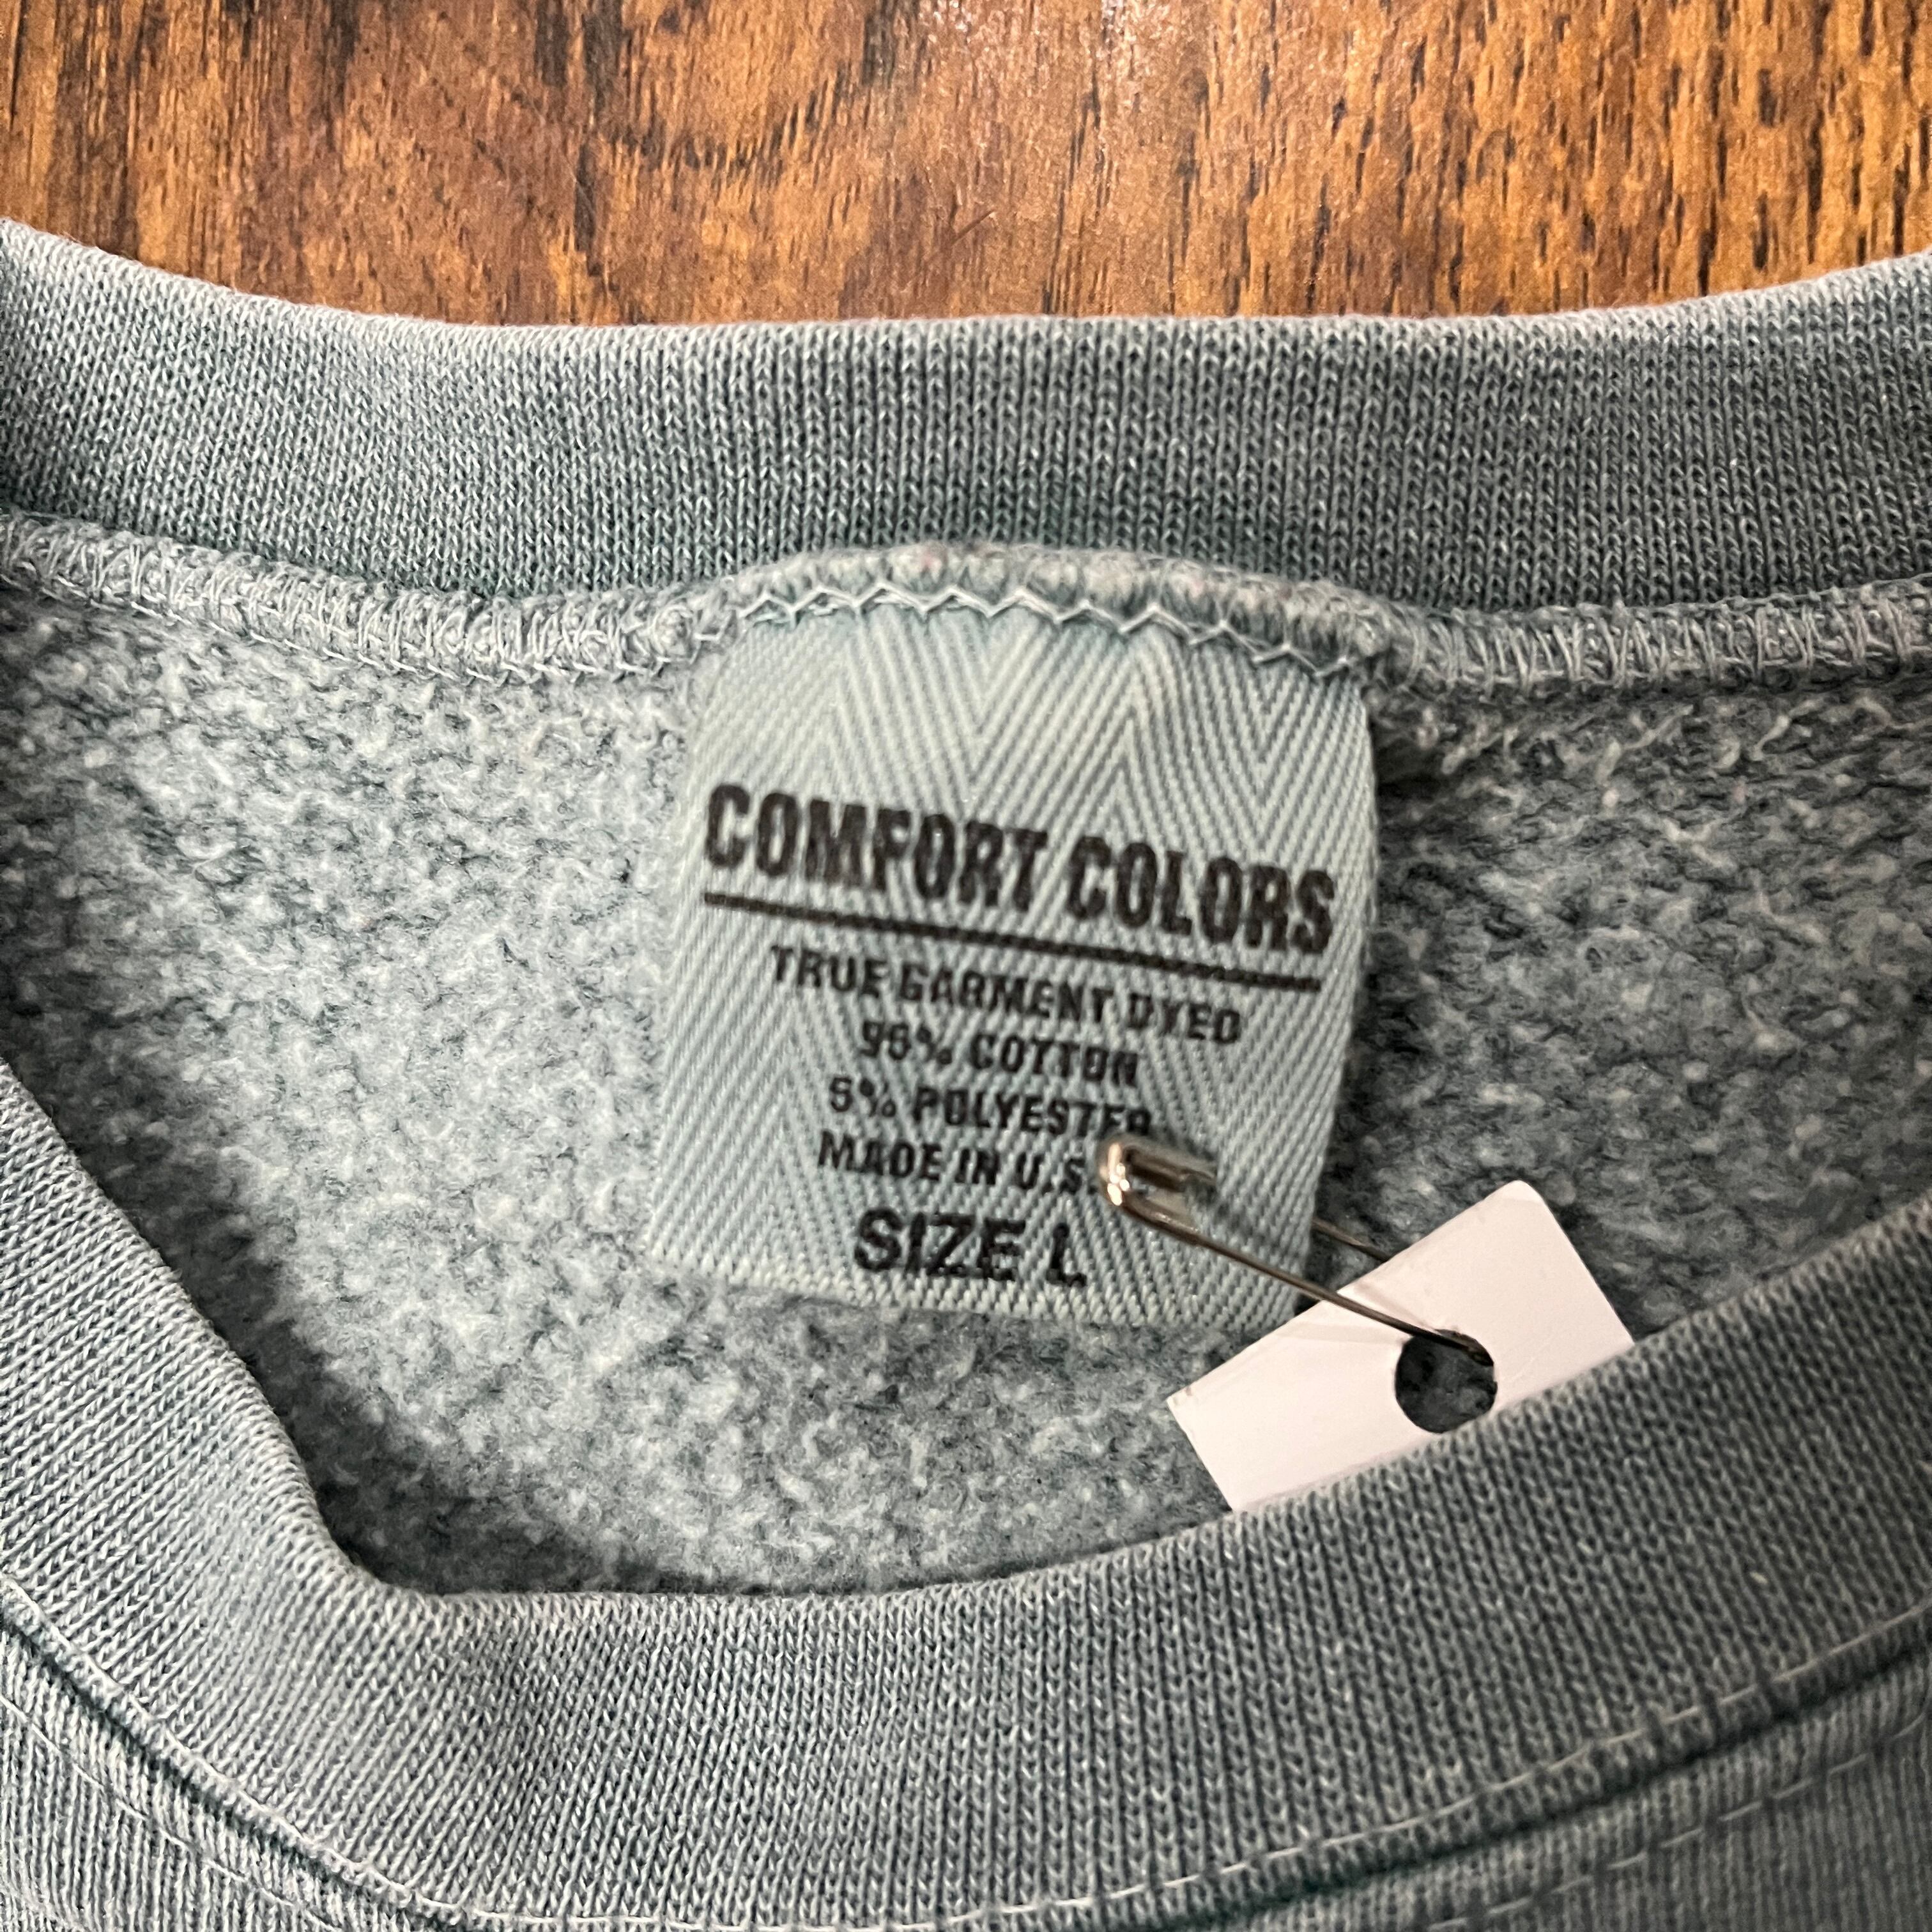 COMFORT COLORS
TRUE GARMENT DYED
95% COTTON
5% POLYESTER
MADE IN U.S.
SIZE L